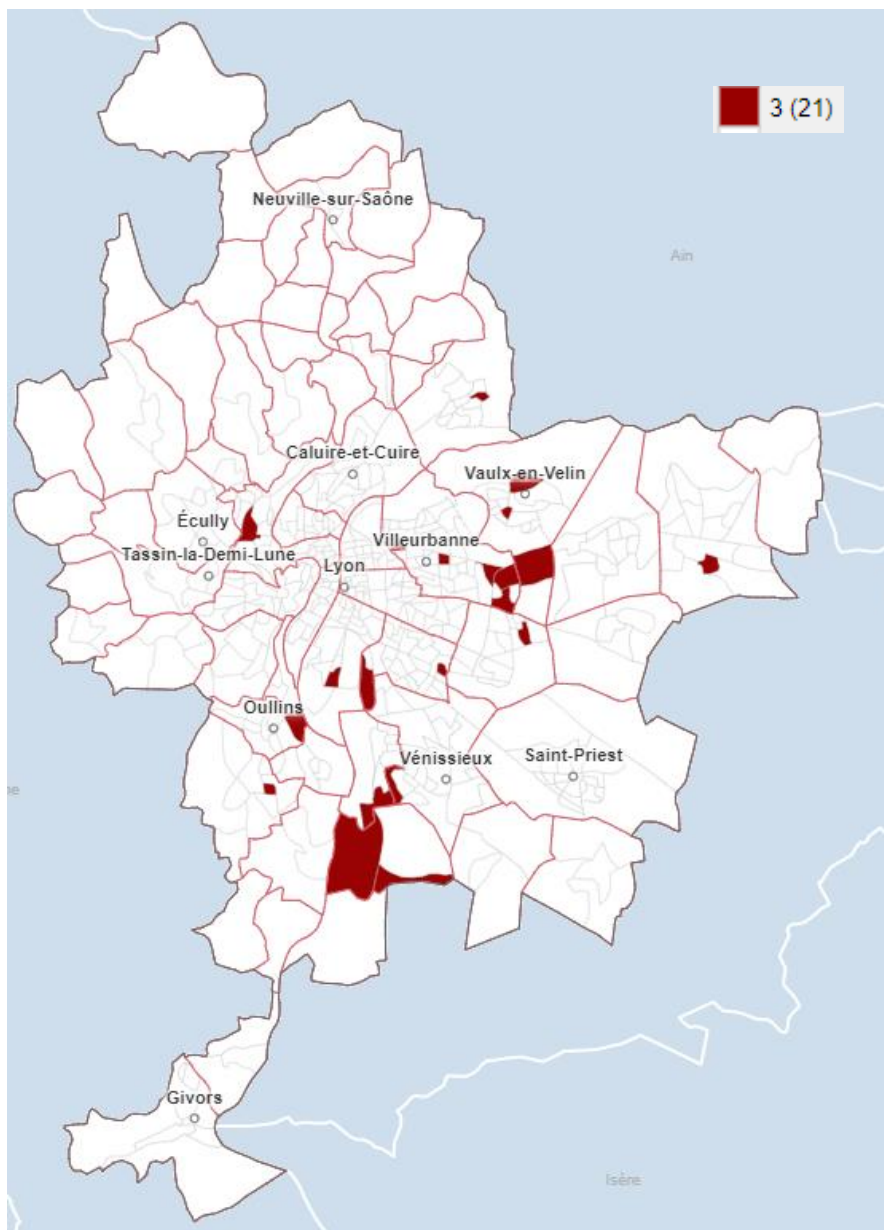 3 (21)
Neuville-sur-Saône
Ain
Caluire-et-Cuire
Vaulx-en-Velin
Écully
Villeurbanne
Tassin-la-Demi-Lune
Lyon
Oullins
Vénissieux
Saint-Priest
Givors
Isère